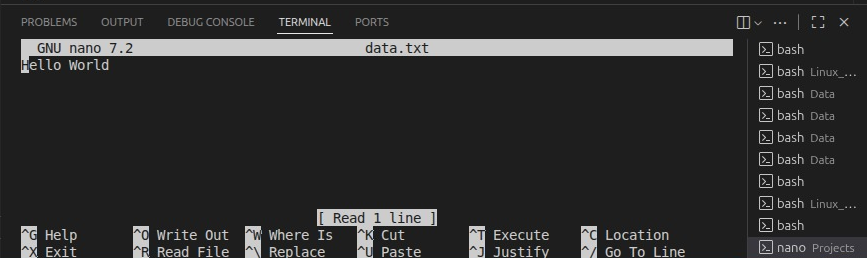 PROBLEMS OUTPUT DEBUG CONSOLE TERMINAL PORTS
GNU nano 7.2 data.txt
Hello World
[ Read 1 line ]
^G Help ^O Write Out ^W Where Is ^K Cut ^T Execute ^C Location
^X Exit ^R Read File ^\ Replace ^U Paste ^J Justify ^/ Go To Line
bash
bash Linux_...
bash Data
bash Data
bash Data
bash Data
bash
bash Linux_...
bash
nano Projects